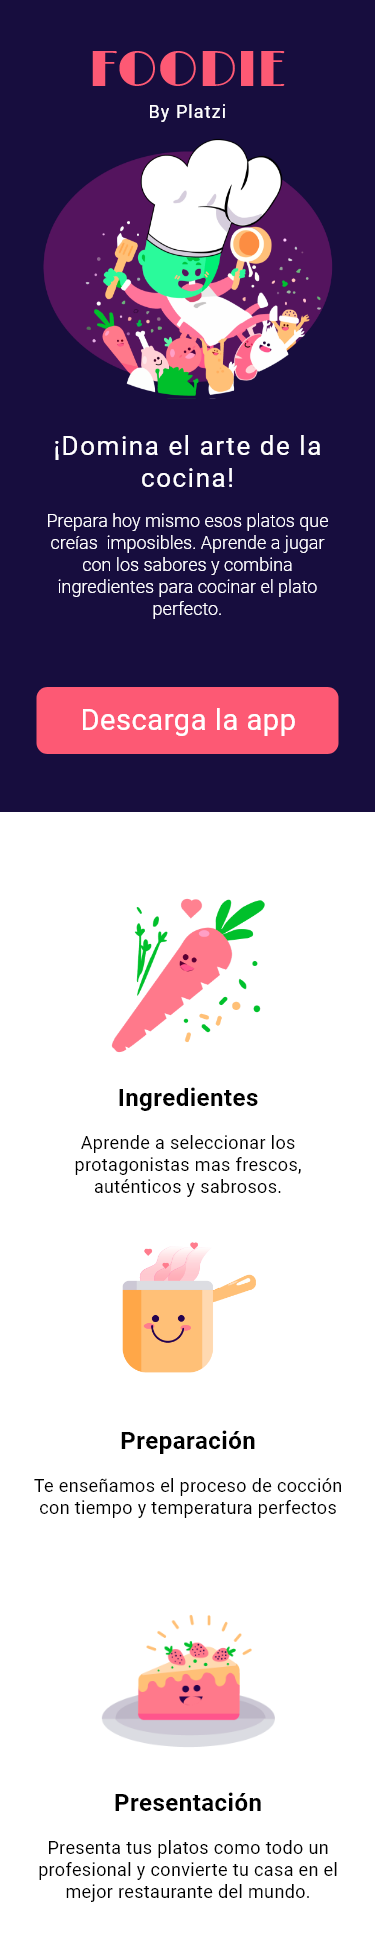 FOODIE
By Platzi
¡Domina el arte de la
cocina!
Prepara hoy mismo esos platos que
creías  imposibles. Aprende a jugar
con los sabores y combina
ingredientes para cocinar el plato
perfecto.
Descarga la app
Ingredientes
Aprende a seleccionar los
protagonistas mas frescos,
auténticos y sabrosos.
Preparación
Te enseñamos el proceso de cocción
con tiempo y temperatura perfectos
Presentación
Presenta tus platos como todo un
profesional y convierte tu casa en el
mejor restaurante del mundo.